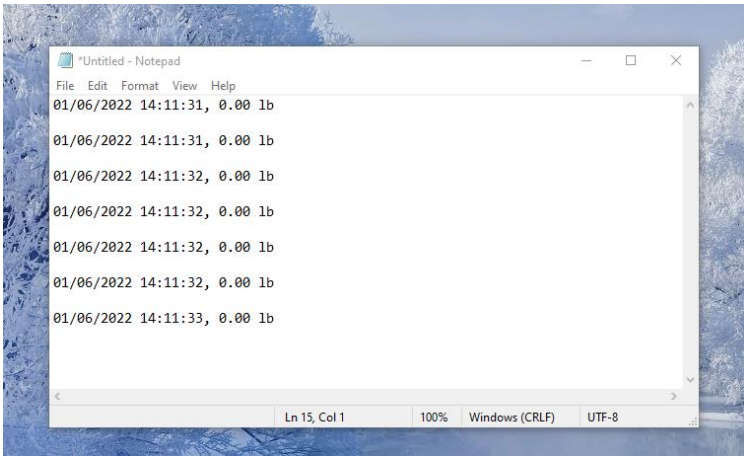 *Untitled - Notepad
File Edit Format View Help
01/06/2022 14:11:31, 0.00 lb
01/06/2022 14:11:31, 0.00 lb
01/06/2022 14:11:32, 0.00 lb
01/06/2022 14:11:32, 0.00 lb
01/06/2022 14:11:32, 0.00 lb
01/06/2022 14:11:32, 0.00 lb
01/06/2022 14:11:33, 0.00 lb
Ln 15, Col 1 100% Windows (CRLF) UTF-8